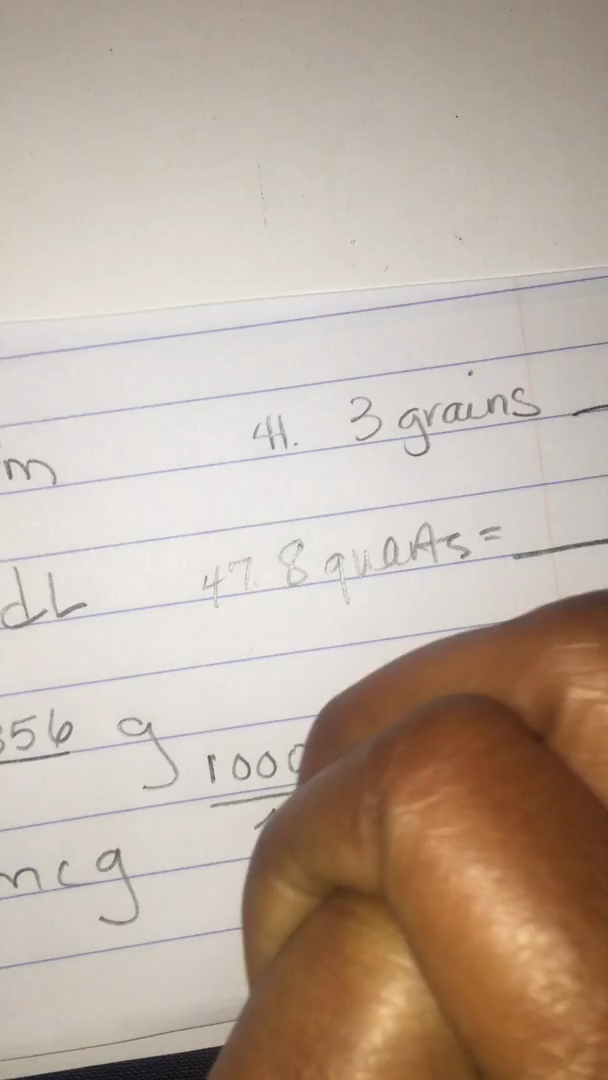 m 41. 3 grains
dL 47. 8 quarts =
356 g 1000
mcg